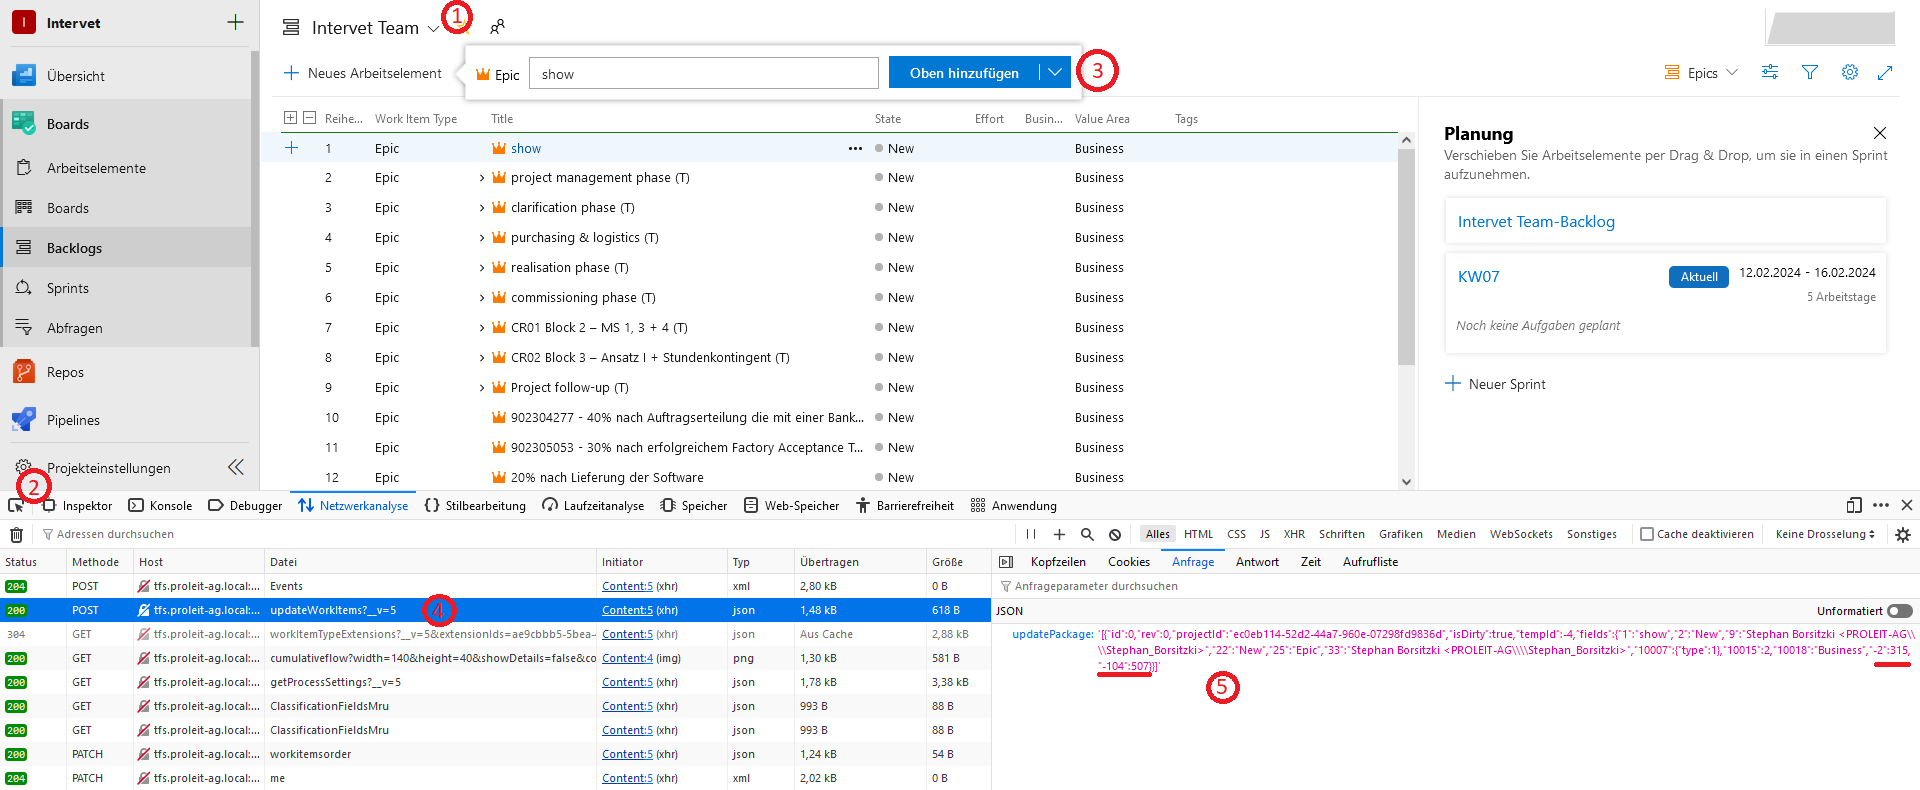 I Intervet
Übersicht
Boards
Arbeitselemente
Boards
Backlogs
Sprints
Abfragen
Repos
Pipelines
Projekteinstellungen
2
Intervet Team
1
Neues Arbeitselement
Epic show Oben hinzufügen
3
Epics
Reihe... Work Item Type Title State Effort Busin... Value Area Tags
1 Epic show ••• New Business
2 Epic project management phase (T) New Business
3 Epic clarification phase (T) New Business
4 Epic purchasing & logistics (T) New Business
5 Epic realisation phase (T) New Business
6 Epic commissioning phase (T) New Business
7 Epic CR01 Block 2 – MS 1, 3 + 4 (T) New Business
8 Epic CR02 Block 3 – Ansatz I + Stundenkontingent (T) New Business
9 Epic Project follow-up (T) New Business
10 Epic 902304277 - 40% nach Auftragserteilung die mit einer Bank... New Business
11 Epic 902305053 - 30% nach erfolgreichem Factory Acceptance T... New Business
12 Epic 20% nach Lieferung der Software New Business
Planung
Verschieben Sie Arbeitselemente per Drag & Drop, um sie in einen Sprint
aufzunehmen.
Intervet Team-Backlog
KW07 Aktuell 12.02.2024 - 16.02.2024
5 Arbeitstage
Noch keine Aufgaben geplant
Neuer Sprint
Inspektor Konsole Debugger Netzwerkanalyse Stilbearbeitung Laufzeitanalyse Speicher Web-Speicher Barrierefreiheit Anwendung
Adressen durchsuchen
Alles HTML CSS JS XHR Schriften Grafiken Medien WebSockets Sonstiges Cache deaktivieren Keine Drosselung
Status Methode Host Datei Initiator Typ Übertragen Größe
204 POST tfs.proleit-ag.local:... Events Content:5 (xhr) xml 2,80 kB 0 B
200 POST tfs.proleit-ag.local:... updateWorkItems?__v=5 4 Content:5 (xhr) json 1,48 kB 618 B
304 GET tfs.proleit-ag.local:... workItemTypeExtensions?__v=5&extensionIds=ae9cbbb5-5bea- Content:5 (xhr) json Aus Cache 2,88 kB
200 GET tfs.proleit-ag.local:... cumulativeflow?width=140&height=40&showDetails=false&co Content:4 (img) png 1,30 kB 581 B
200 GET tfs.proleit-ag.local:... getProcessSettings?__v=5 Content:5 (xhr) json 1,78 kB 3,38 kB
200 GET tfs.proleit-ag.local:... ClassificationFieldsMru Content:5 (xhr) json 993 B 88 B
200 GET tfs.proleit-ag.local:... ClassificationFieldsMru Content:5 (xhr) json 993 B 88 B
200 PATCH tfs.proleit-ag.local:... workitemsorder Content:5 (xhr) json 1,24 kB 54 B
204 PATCH tfs.proleit-ag.local:... me Content:5 (xhr) xml 2,02 kB 0 B
Kopfzeilen Cookies Anfrage Antwort Zeit Aufrufliste
Anfrageparameter durchsuchen
JSON Unformatiert
updatePackage: '[{"id":0,"rev":0,"projectId":"ec0eb114-52d2-44a7-960e-07298fd9836d","isDirty":true,"tempId":-4,"fields":{"1":"show","2":"New","9":"Stephan Borsitzki <PROLEIT-AG\\
\\Stephan_Borsitzki>","22":"New","25":"Epic","33":"Stephan Borsitzki <PROLEIT-AG\\\\Stephan_Borsitzki>","10007":{"type":1},"10015":2,"10018":"Business","-2":315,
"-104":507}}]'
5